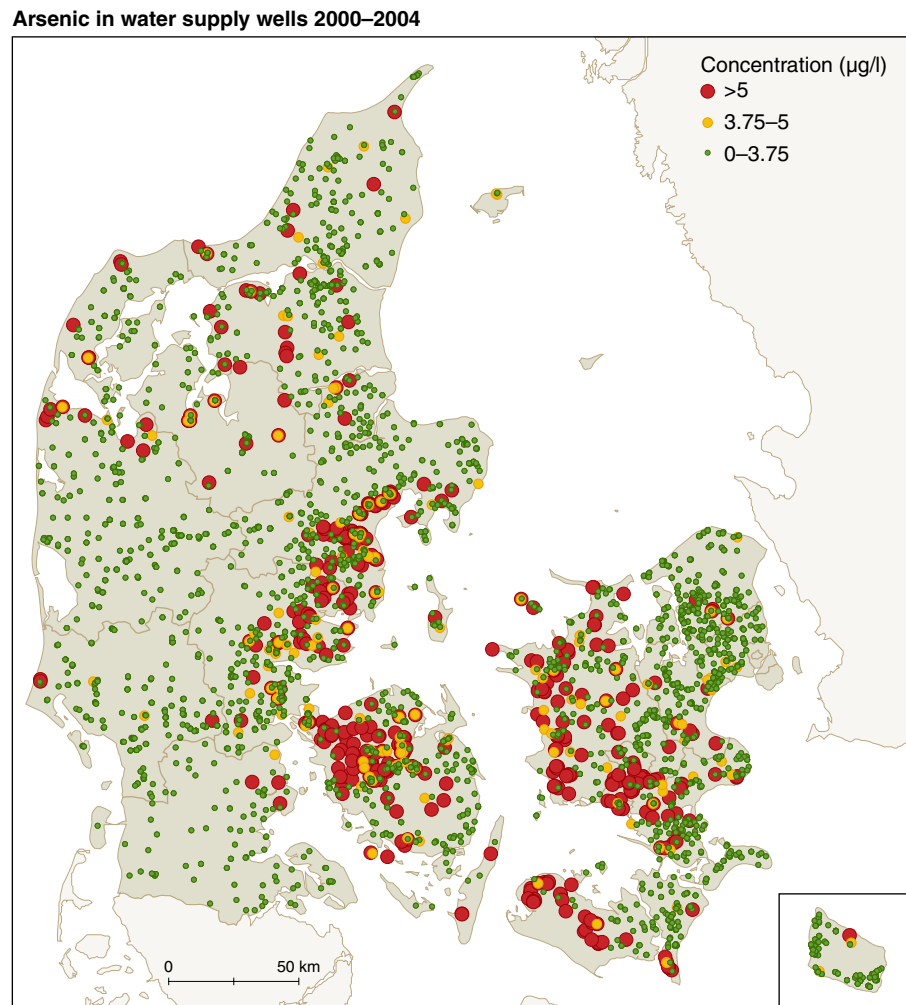 Arsenic in water supply wells 2000–2004
Concentration (µg/l)
>5
3.75–5
0–3.75
0 50 km